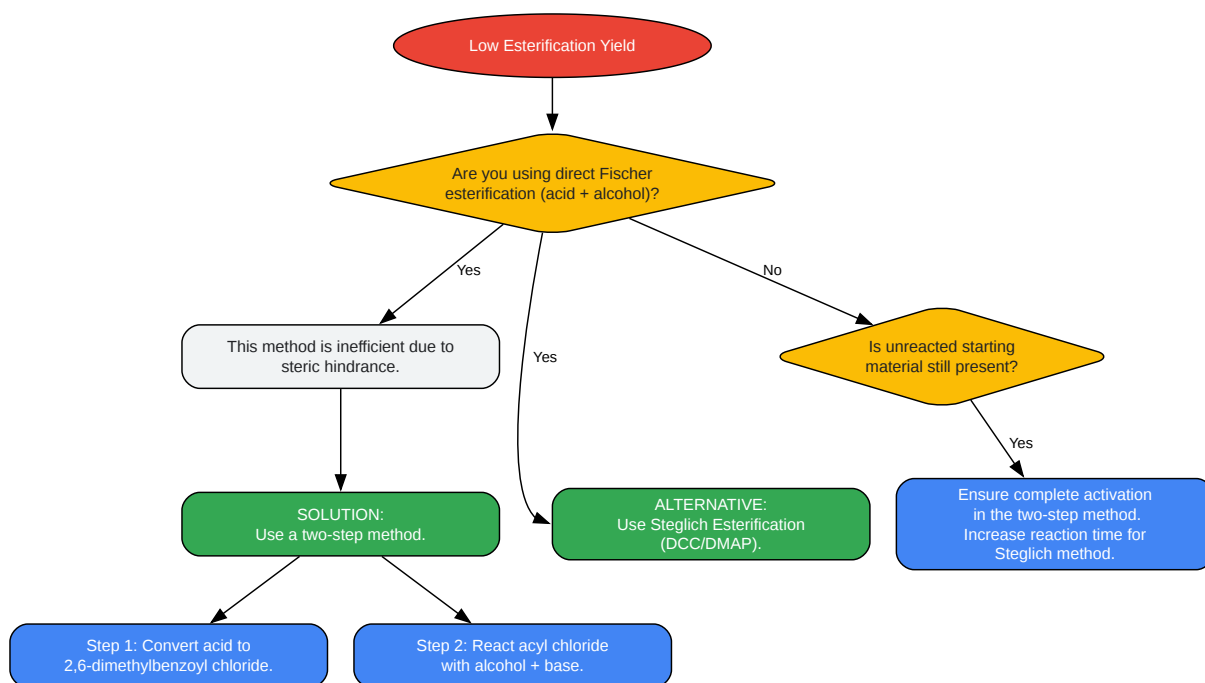 Low Esterification Yield
Are you using direct Fischer
esterification (acid + alcohol)?
Yes
No
Yes
This method is inefficient due to
steric hindrance.
Is unreacted starting
material still present?
Yes
SOLUTION:
Use a two-step method.
ALTERNATIVE:
Use Steglich Esterification
(DCC/DMAP).
Ensure complete activation
in the two-step method.
Increase reaction time for
Steglich method.
Step 1: Convert acid to
2,6-dimethylbenzoyl chloride.
Step 2: React acyl chloride
with alcohol + base.